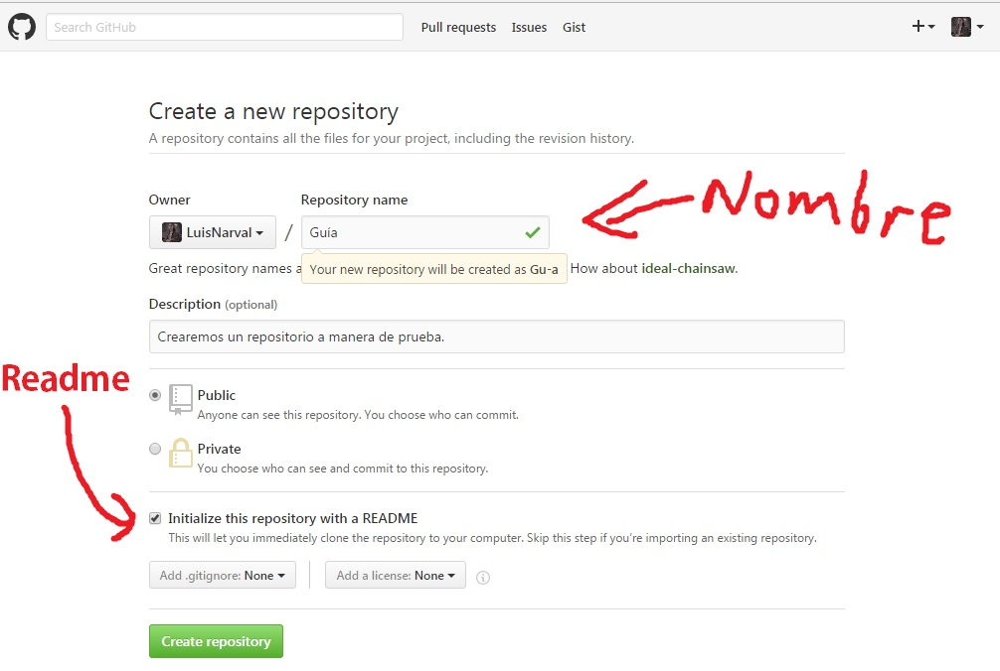 Search GitHub Pull requests Issues Gist
Create a new repository
A repository contains all the files for your project, including the revision history.
Owner Repository name
LuisNarval / Guía
Nombre
Great repository names a Your new repository will be created as Gu-a How about ideal-chainsaw.
Description (optional)
Crearemos un repositorio a manera de prueba.
Readme
Public
Anyone can see this repository. You choose who can commit.
Private
You choose who can see and commit to this repository.
Initialize this repository with a README
This will let you immediately clone the repository to your computer. Skip this step if you're importing an existing repository.
Add .gitignore: None Add a license: None
Create repository